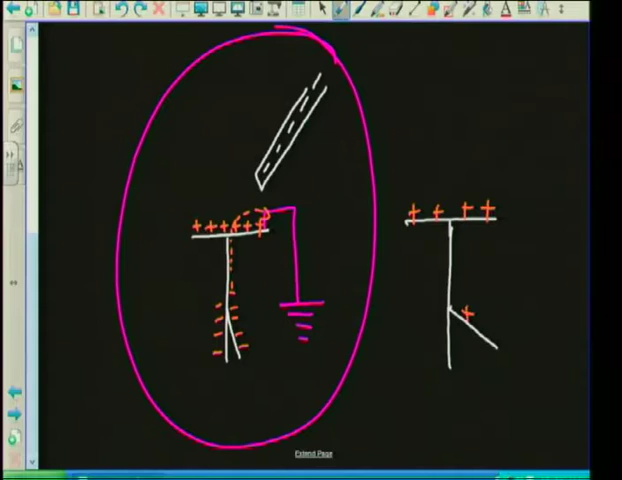 + + + + + +
+ + + +
+
Extend Page